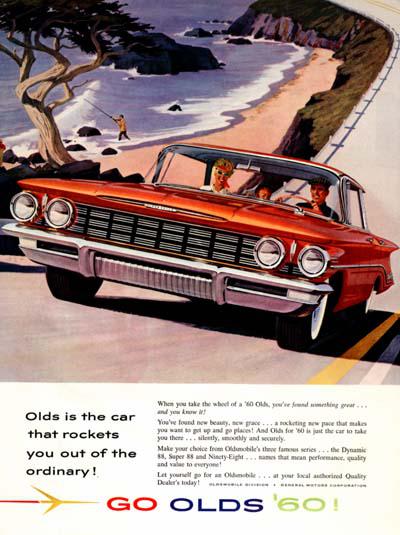 OLDSMOBILE
Olds is the car
that rockets
you out of the
ordinary!
When you take the wheel of a '60 Olds, you've found something great . . .
and you know it!
You've found new beauty, new grace . . . a rocketing new pace that makes
you want to get up and go places! And Olds for '60 is just the car to take
you there . . . silently, smoothly and securely.
Make your choice from Oldsmobile's three famous series . . . the Dynamic
88, Super 88 and Ninety-Eight . . . names that mean performance, quality
and value to everyone!
Let yourself go for an Oldsmobile . . . at your local authorized Quality
Dealer's today! OLDSMOBILE DIVISION • GENERAL MOTORS CORPORATION
GO OLDS '60!